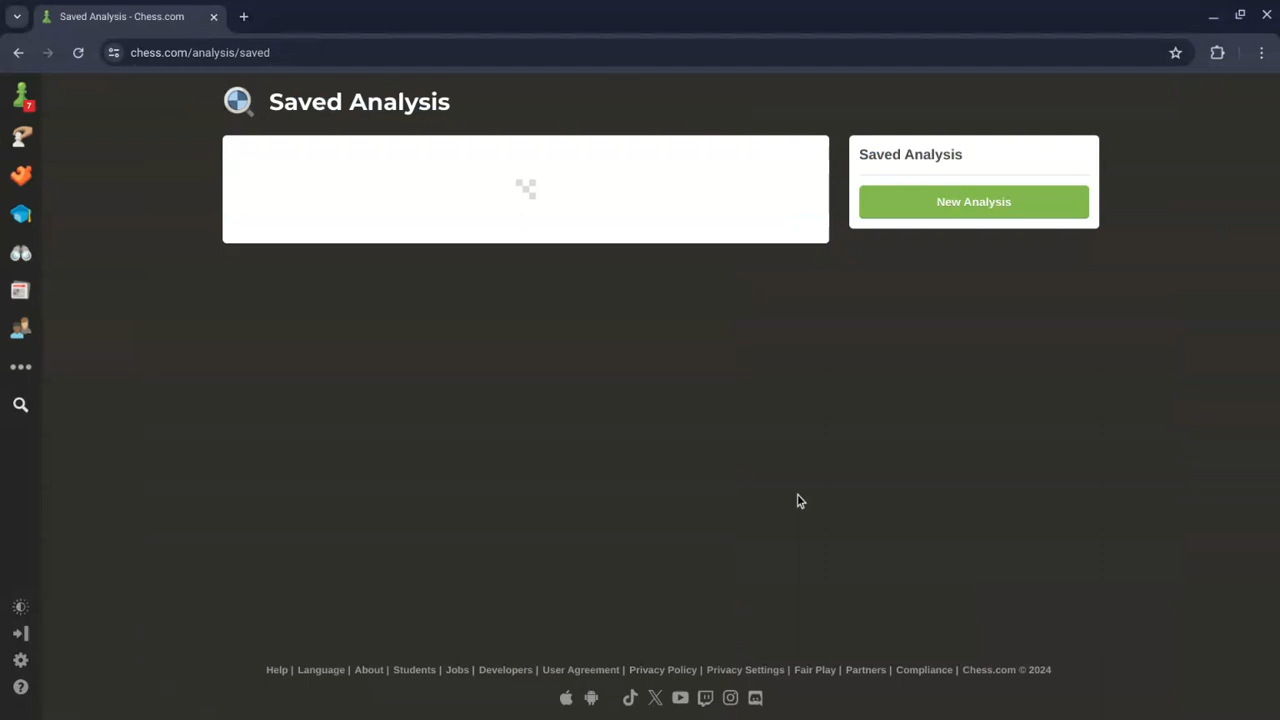 Saved Analysis - Chess.com
chess.com/analysis/saved
7
Saved Analysis
Saved Analysis
New Analysis
Help | Language | About | Students | Jobs | Developers | User Agreement | Privacy Policy | Privacy Settings | Fair Play | Partners | Compliance | Chess.com © 2024